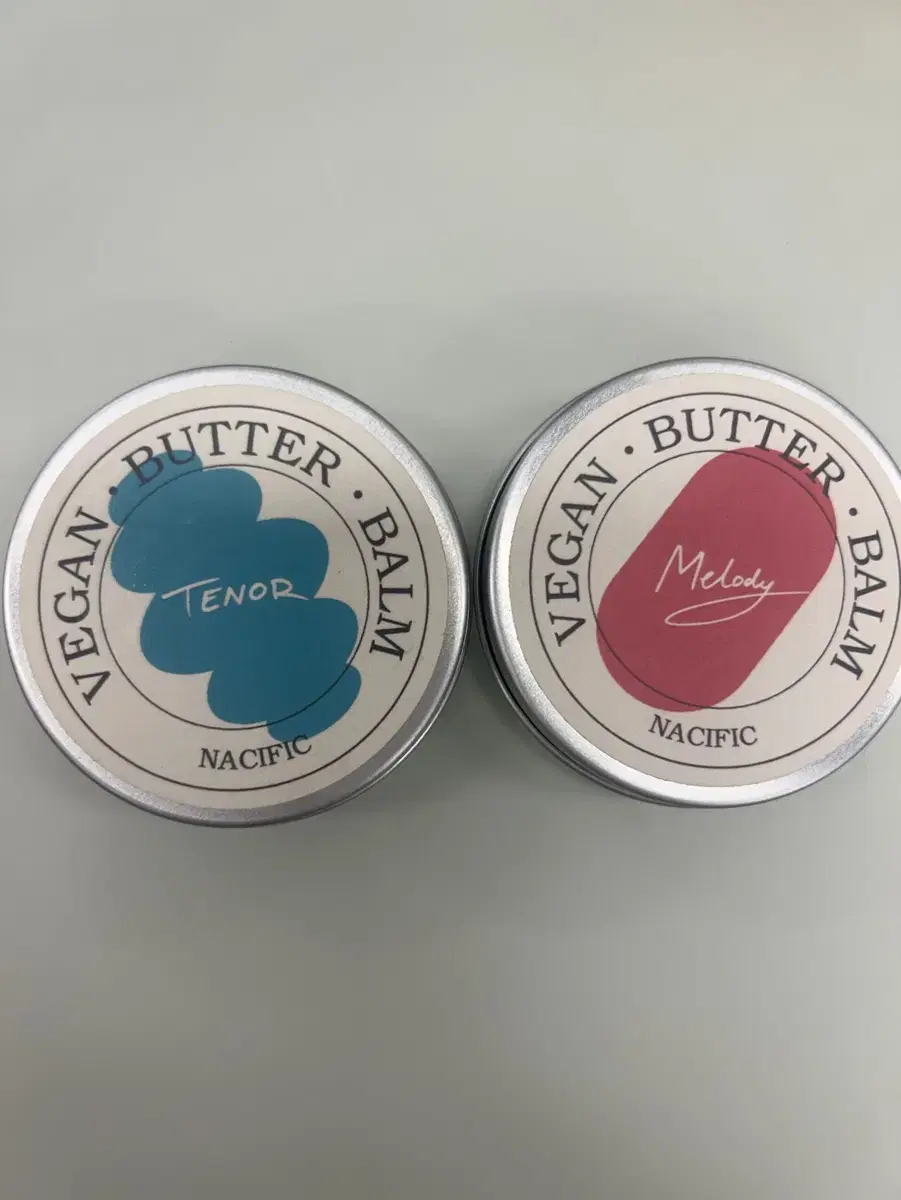 VEGAN · BUTTER · BALM
TENOR
NACIFIC
VEGAN · BUTTER · BALM
Melody
NACIFIC